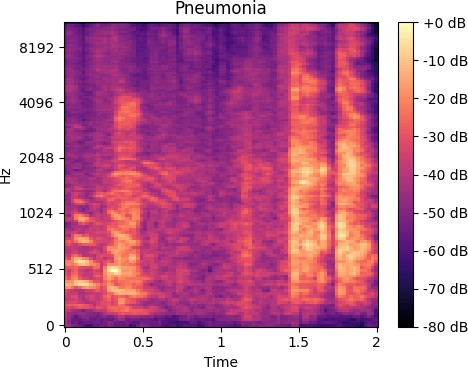 Pneumonia
Hz
8192
4096
2048
1024
512
0
0
0.5
1
1.5
2
Time
+0 dB
-10 dB
-20 dB
-30 dB
-40 dB
-50 dB
-60 dB
-70 dB
-80 dB